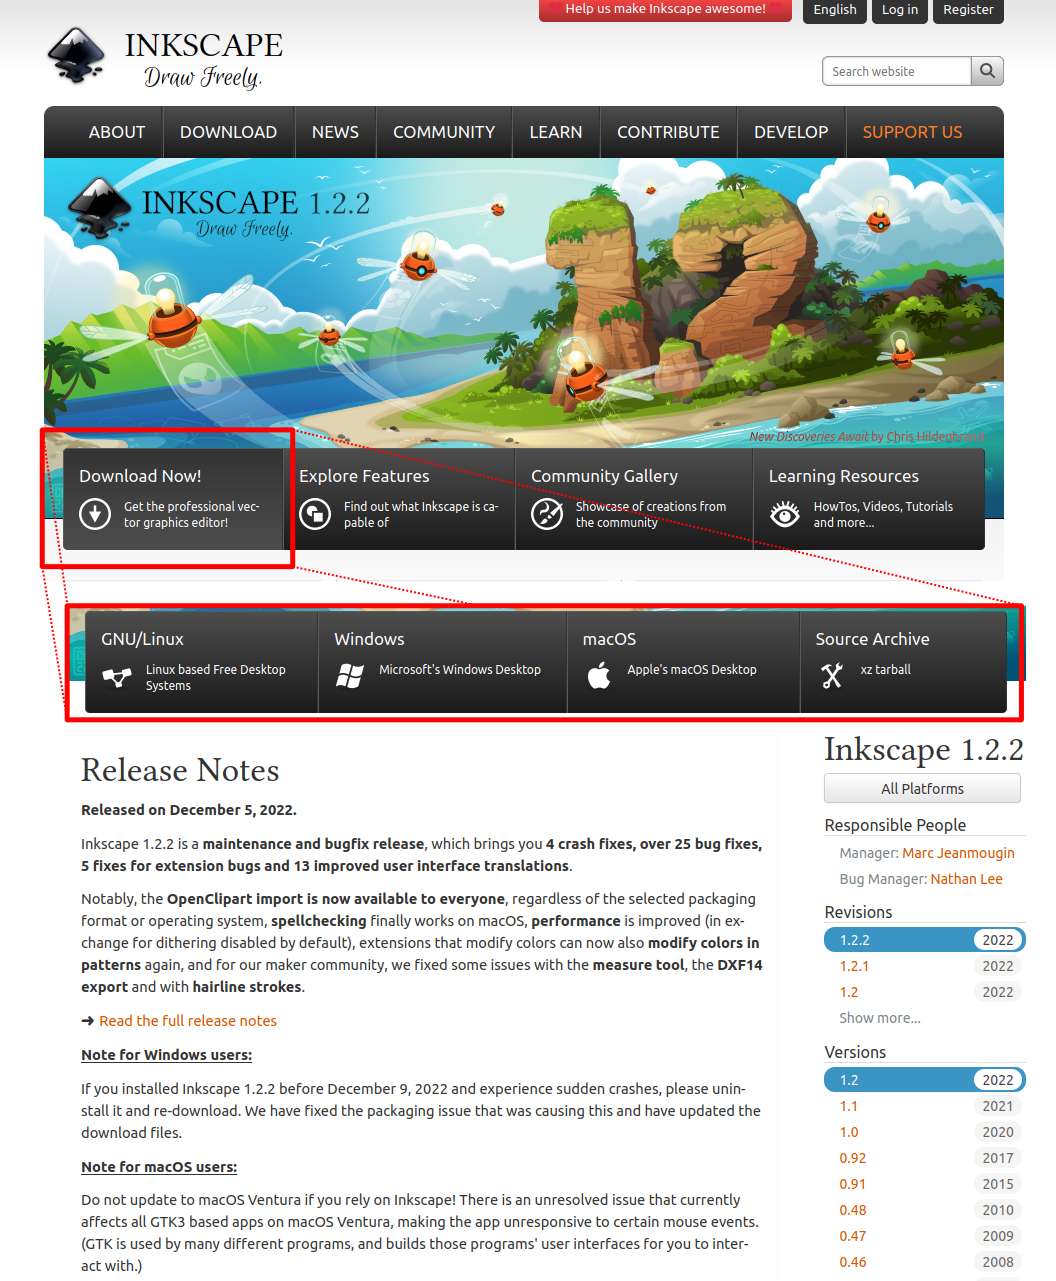 Help us make Inkscape awesome!
English
Log in
Register
INKSCAPE
Draw Freely.
Search website
ABOUT
DOWNLOAD
NEWS
COMMUNITY
LEARN
CONTRIBUTE
DEVELOP
SUPPORT US
INKSCAPE 1.2.2
Draw Freely.
New Discoveries Await by Chris Hildenbrand
Download Now!
Get the professional vec-
tor graphics editor!
Explore Features
Find out what Inkscape is ca-
pable of
Community Gallery
Showcase of creations from
the community
Learning Resources
HowTos, Videos, Tutorials
and more...
GNU/Linux
Linux based Free Desktop
Systems
Windows
Microsoft's Windows Desktop
macOS
Apple's macOS Desktop
Source Archive
xz tarball
Release Notes
Released on December 5, 2022.
Inkscape 1.2.2 is a maintenance and bugfix release, which brings you 4 crash fixes, over 25 bug fixes,
5 fixes for extension bugs and 13 improved user interface translations.
Notably, the OpenClipart import is now available to everyone, regardless of the selected packaging
format or operating system, spellchecking finally works on macOS, performance is improved (in ex-
change for dithering disabled by default), extensions that modify colors can now also modify colors in
patterns again, and for our maker community, we fixed some issues with the measure tool, the DXF14
export and with hairline strokes.
➜ Read the full release notes
Note for Windows users:
If you installed Inkscape 1.2.2 before December 9, 2022 and experience sudden crashes, please unin-
stall it and re-download. We have fixed the packaging issue that was causing this and have updated the
download files.
Note for macOS users:
Do not update to macOS Ventura if you rely on Inkscape! There is an unresolved issue that currently
affects all GTK3 based apps on macOS Ventura, making the app unresponsive to certain mouse events.
(GTK is used by many different programs, and builds those programs' user interfaces for you to inter-
act with.)
Inkscape 1.2.2
All Platforms
Responsible People
Manager: Marc Jeanmougin
Bug Manager: Nathan Lee
Revisions
1.2.2 2022
1.2.1 2022
1.2 2022
Show more...
Versions
1.2 2022
1.1 2021
1.0 2020
0.92 2017
0.91 2015
0.48 2010
0.47 2009
0.46 2008